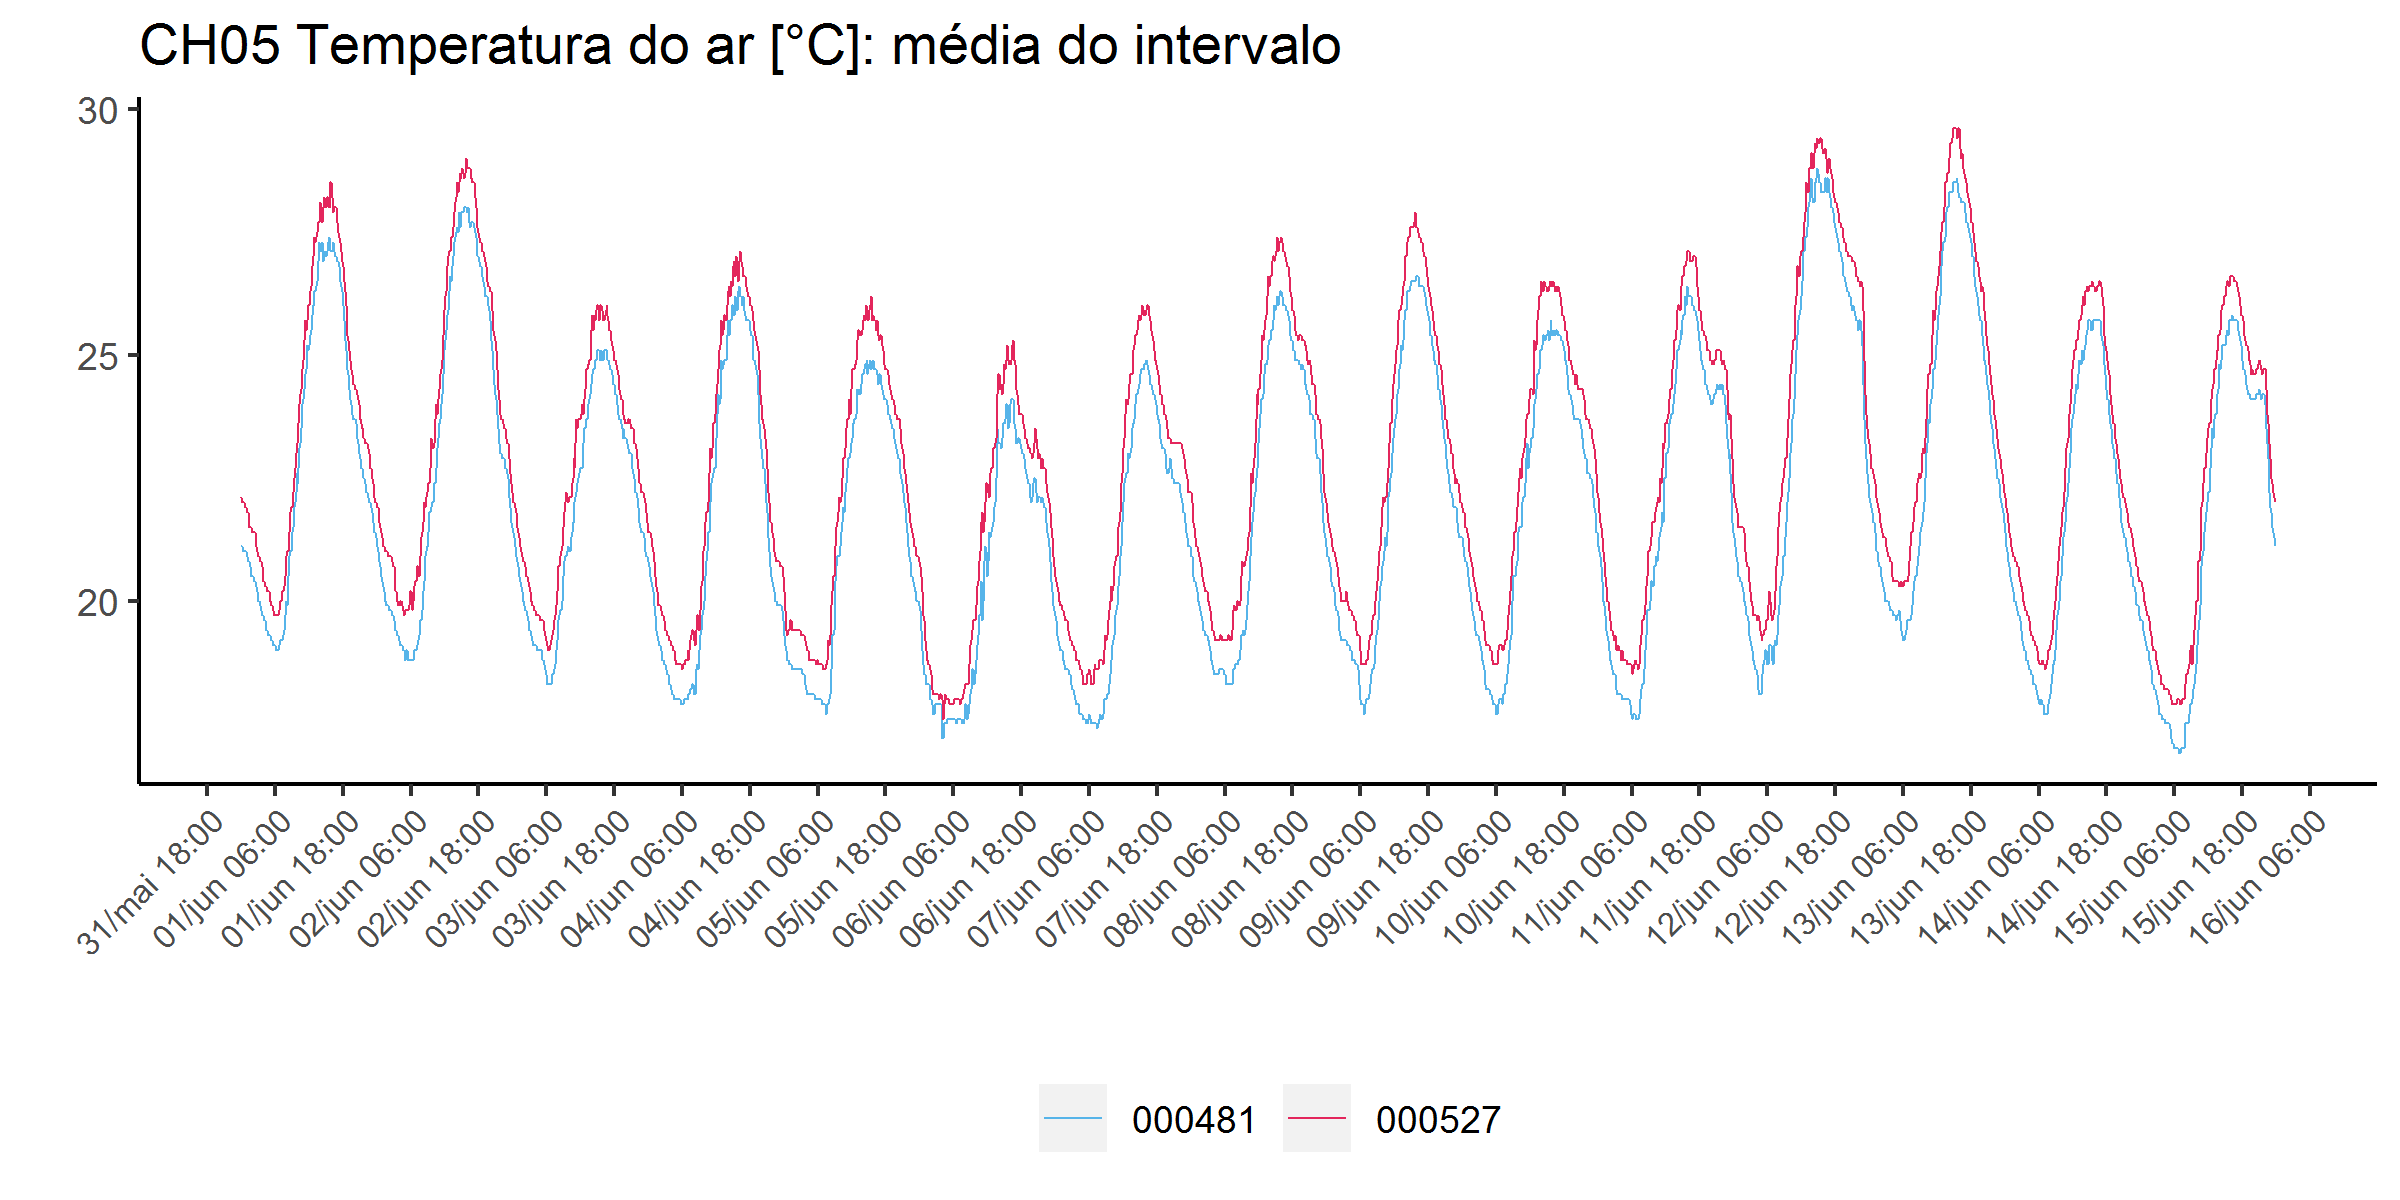 CH05 Temperatura do ar [°C]: média do intervalo
30
25
20
31/mai 18:00
01/jun 06:00
01/jun 18:00
02/jun 06:00
02/jun 18:00
03/jun 06:00
03/jun 18:00
04/jun 06:00
04/jun 18:00
05/jun 06:00
05/jun 18:00
06/jun 06:00
06/jun 18:00
07/jun 06:00
07/jun 18:00
08/jun 06:00
08/jun 18:00
09/jun 06:00
09/jun 18:00
10/jun 06:00
10/jun 18:00
11/jun 06:00
11/jun 18:00
12/jun 06:00
12/jun 18:00
13/jun 06:00
13/jun 18:00
14/jun 06:00
14/jun 18:00
15/jun 06:00
15/jun 18:00
16/jun 06:00
000481 000527